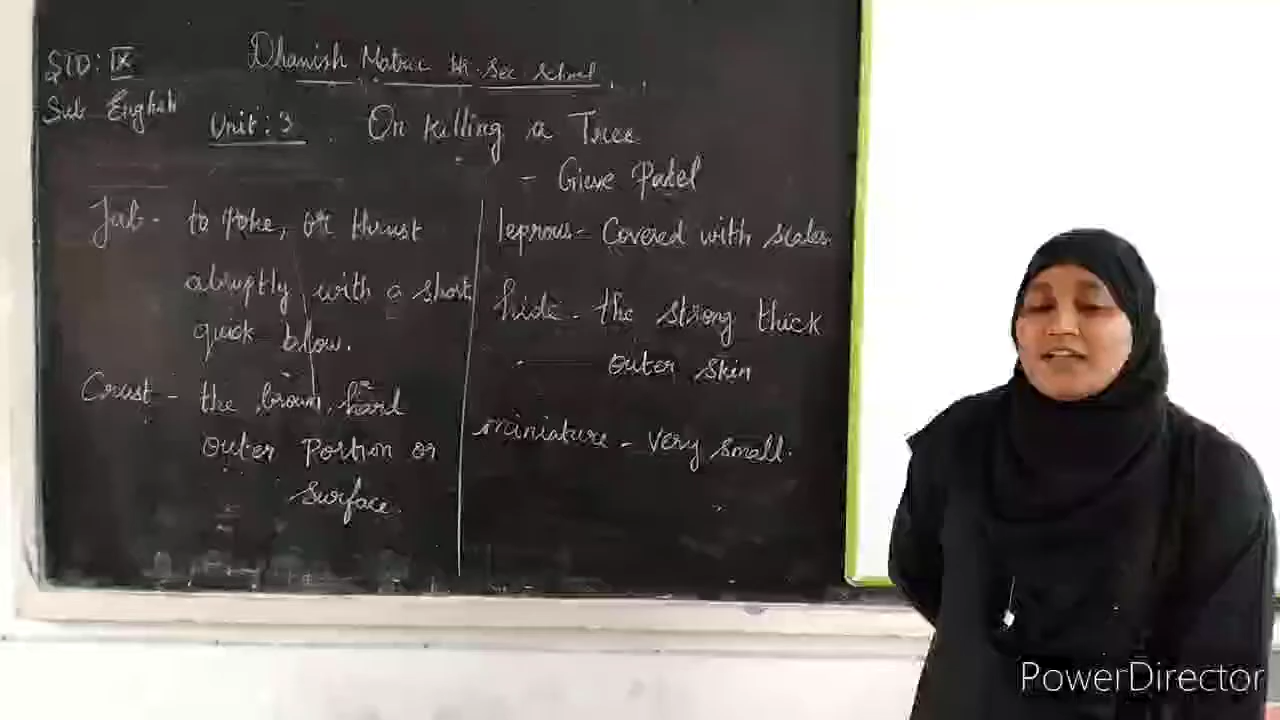 STD: IX
Dhanish Matric Hr. Sec. School
Sub English
Unit: 3 On killing a Tree
- Gieve Patel
Jab - to poke, or thrust
abruptly with a short
quick blow.
Crust - the brown, hard
outer portion or
surface.
leprous - Covered with scales
hide - the strong thick
outer skin
miniature - very small.
PowerDirector